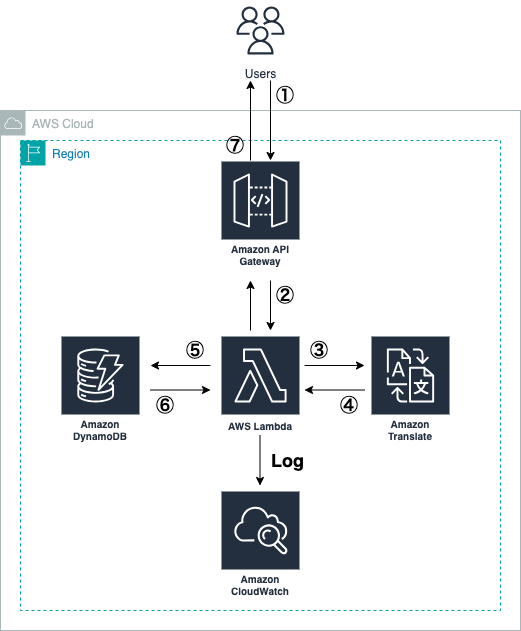 Users
①
AWS Cloud
⑦
Region
</>
Amazon API
Gateway
②
⑤
③
A
文
⑥
④
Amazon
DynamoDB
AWS Lambda
Amazon
Translate
Log
Amazon
CloudWatch